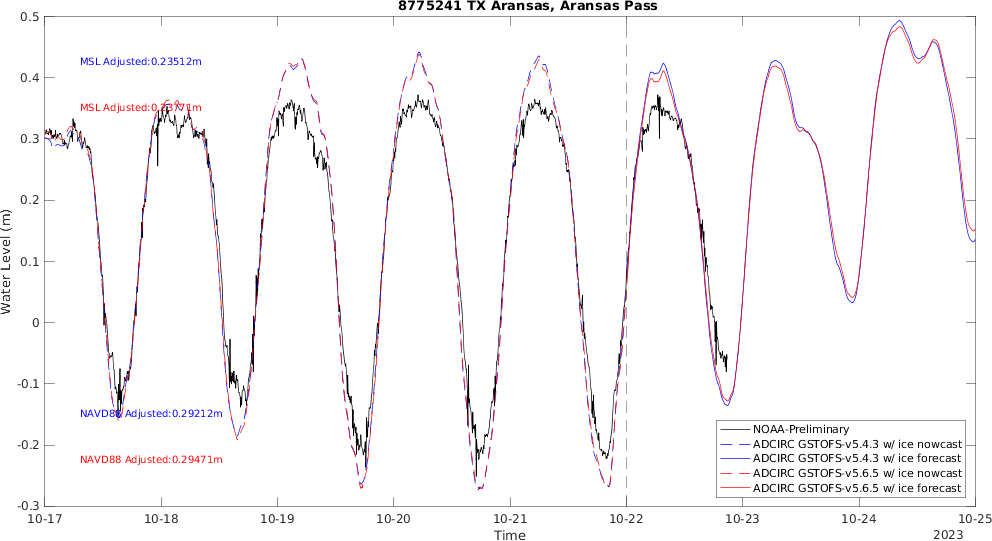 8775241 TX Aransas, Aransas Pass
0.5
0.4
0.3
0.2
0.1
0
-0.1
-0.2
-0.3
Water Level (m)
MSL Adjusted:0.23512m
MSL Adjusted:0.23771m
NAVD88 Adjusted:0.29212m
NAVD88 Adjusted:0.29471m
NOAA-Preliminary
ADCIRC GSTOFS-v5.4.3 w/ ice nowcast
ADCIRC GSTOFS-v5.4.3 w/ ice forecast
ADCIRC GSTOFS-v5.6.5 w/ ice nowcast
ADCIRC GSTOFS-v5.6.5 w/ ice forecast
10-17 10-18 10-19 10-20 10-21 10-22 10-23 10-24 10-25
Time
2023